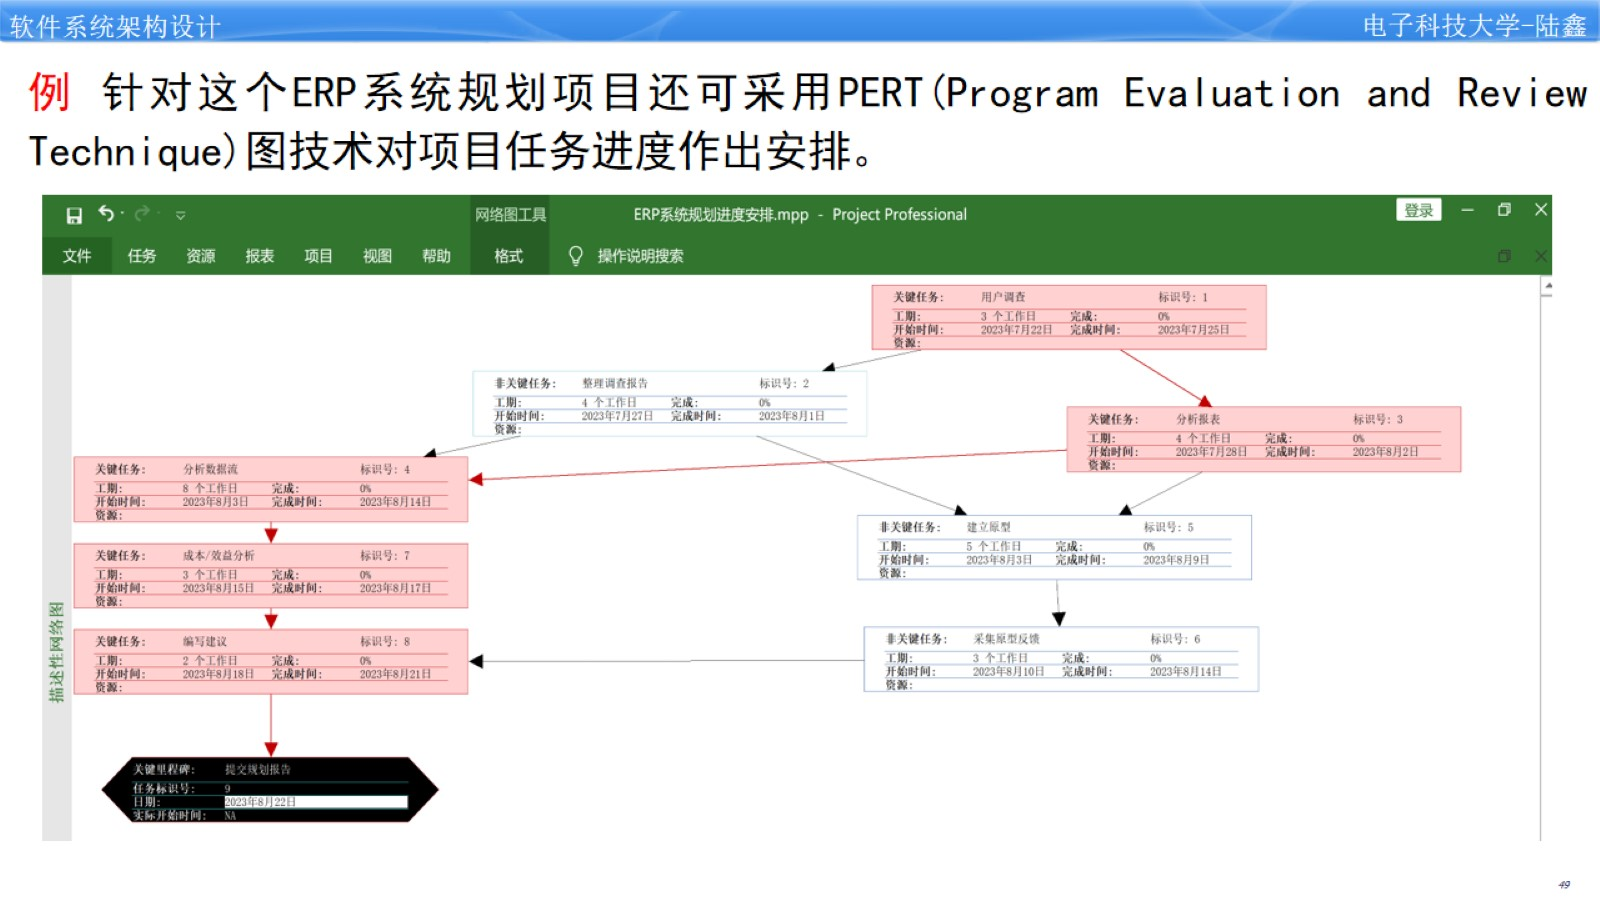 软件系统架构设计
电子科技大学-陆鑫
例 针对这个ERP系统规划项目还可采用PERT(Program Evaluation and Review
Technique)图技术对项目任务进度作出安排。
网络图工具
ERP系统规划进度安排.mpp - Project Professional
登录
文件 任务 资源 报表 项目 视图 帮助 格式 操作说明搜索
关键任务: 用户调查 标识号: 1
工期: 3 个工作日 完成: 0%
开始时间: 2023年7月22日 完成时间: 2023年7月25日
资源:
非关键任务: 整理调查报告 标识号: 2
工期: 4 个工作日 完成: 0%
开始时间: 2023年7月27日 完成时间: 2023年8月1日
资源:
关键任务: 分析报表 标识号: 3
工期: 4 个工作日 完成: 0%
开始时间: 2023年7月28日 完成时间: 2023年8月2日
资源:
关键任务: 分析数据流 标识号: 4
工期: 8 个工作日 完成: 0%
开始时间: 2023年8月3日 完成时间: 2023年8月14日
资源:
非关键任务: 建立原型 标识号: 5
工期: 5 个工作日 完成: 0%
开始时间: 2023年8月3日 完成时间: 2023年8月9日
资源:
关键任务: 成本/效益分析 标识号: 7
工期: 3 个工作日 完成: 0%
开始时间: 2023年8月15日 完成时间: 2023年8月17日
资源:
非关键任务: 采集原型反馈 标识号: 6
工期: 3 个工作日 完成: 0%
开始时间: 2023年8月10日 完成时间: 2023年8月14日
资源:
关键任务: 编写建议 标识号: 8
工期: 2 个工作日 完成: 0%
开始时间: 2023年8月18日 完成时间: 2023年8月21日
资源:
描述性网络图
关键里程碑: 提交规划报告
任务标识号: 9
日期: 2023年8月22日
实际开始时间: NA
49